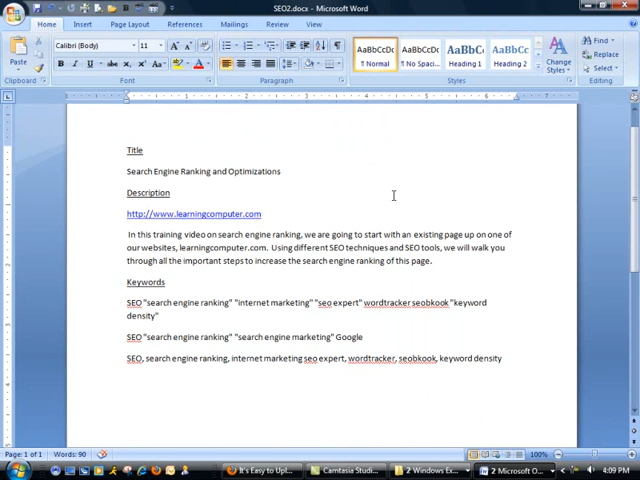 SEO2.docx - Microsoft Word
Home Insert Page Layout References Mailings Review View
Calibri (Body) 11
Paste
AaBbCcDc AaBbCcDc AaBbCc AaBbCc
¶ Normal ¶ No Spaci... Heading 1 Heading 2
Change Styles
Find
Replace
Select
Clipboard Font Paragraph Styles Editing
Title
Search Engine Ranking and Optimizations
Description
http://www.learningcomputer.com
In this training video on search engine ranking, we are going to start with an existing page up on one of
our websites, learningcomputer.com. Using different SEO techniques and SEO tools, we will walk you
through all the important steps to increase the search engine ranking of this page.
Keywords
SEO "search engine ranking" "internet marketing" "seo expert" wordtracker seobkook "keyword
density"
SEO "search engine ranking" "search engine marketing" Google
SEO, search engine ranking, internet marketing seo expert, wordtracker, seobkook, keyword density
Page: 1 of 1 Words: 90 100%
It's Easy to Upl... Camtasia Studi... 2 Windows Ex... 2 Microsoft O... 4:09 PM